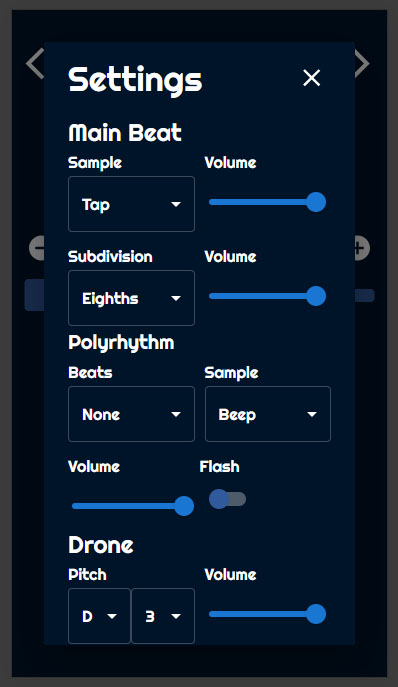 Settings
Main Beat
Sample Volume
Tap
Subdivision Volume
Eighths
Polyrhythm
Beats Sample
None Beep
Volume Flash
Drone
Pitch Volume
D 3